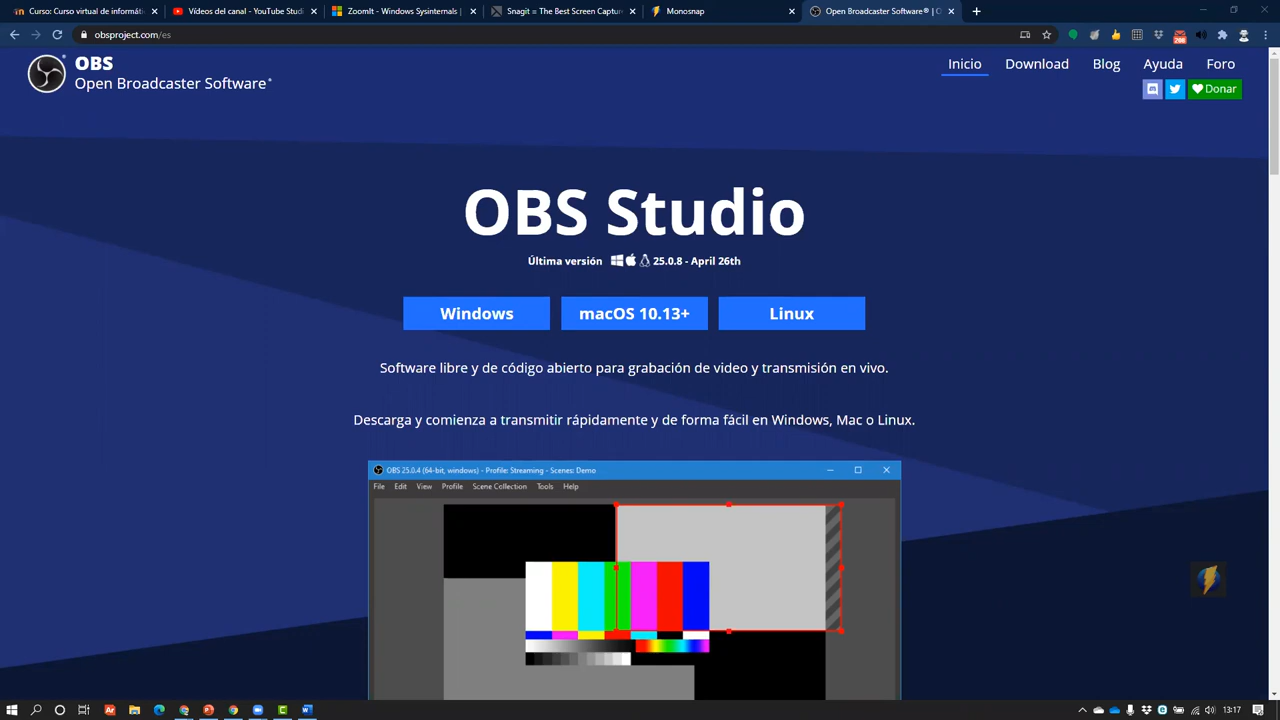 Curso: Curso virtual de informáti
Vídeos del canal - YouTube Studi
ZoomIt - Windows Sysinternals |
Snagit = The Best Screen Captur
Monosnap
Open Broadcaster Software® | O
obsproject.com/es
206
OBS
Open Broadcaster Software®
Inicio
Download
Blog
Ayuda
Foro
Donar
OBS Studio
Última versión 25.0.8 - April 26th
Windows
macOS 10.13+
Linux
Software libre y de código abierto para grabación de video y transmisión en vivo.
Descarga y comienza a transmitir rápidamente y de forma fácil en Windows, Mac o Linux.
OBS 25.0.4 (64-bit, windows) - Profile: Streaming - Scenes: Demo
File Edit View Profile Scene Collection Tools Help
13:17